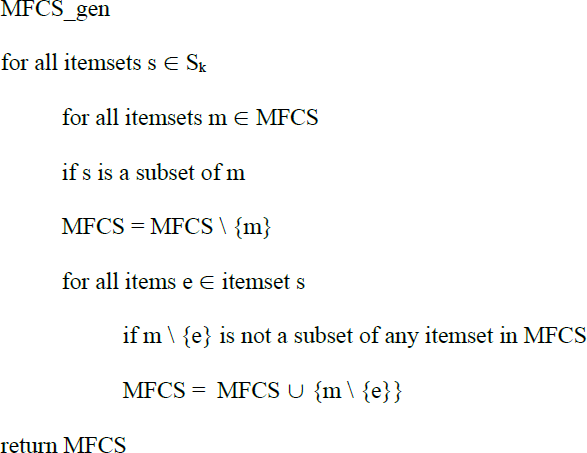 MFCS_gen
for all itemsets s ∈ Sₖ
for all itemsets m ∈ MFCS
if s is a subset of m
MFCS = MFCS \ {m}
for all items e ∈ itemset s
if m \ {e} is not a subset of any itemset in MFCS
MFCS = MFCS ∪ {m \ {e}}
return MFCS